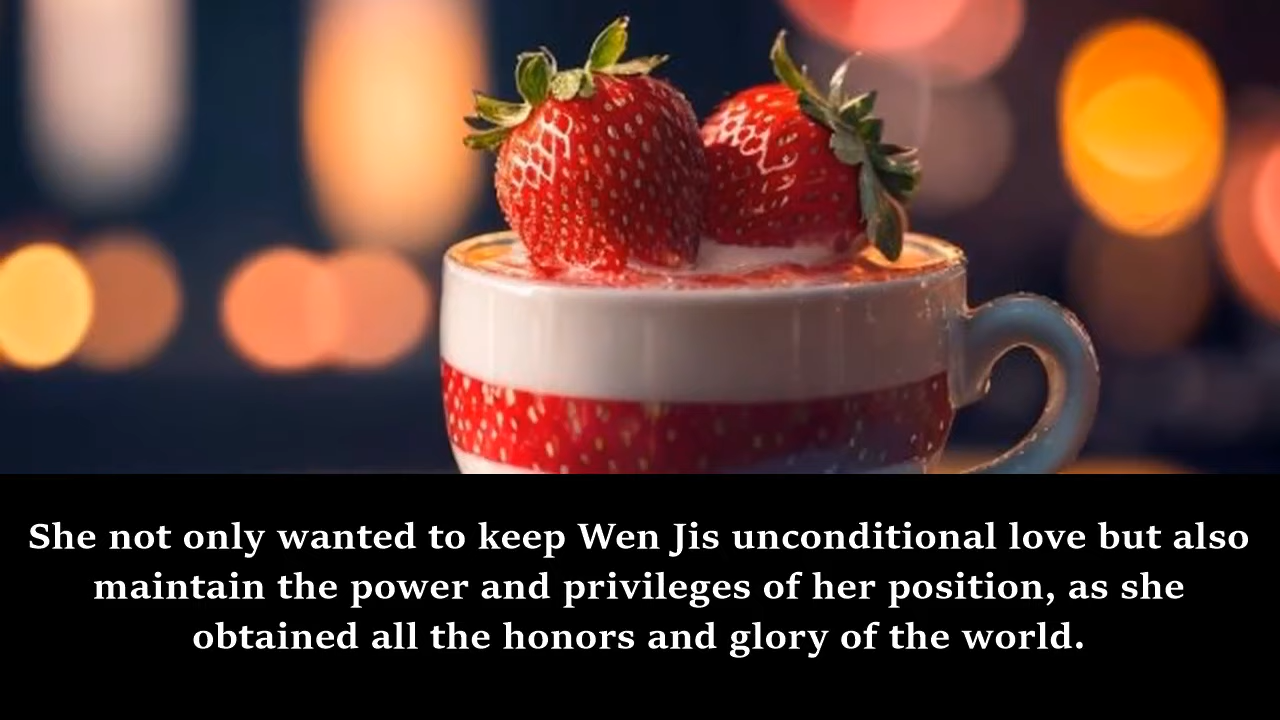 She not only wanted to keep Wen Jis unconditional love but also
maintain the power and privileges of her position, as she
obtained all the honors and glory of the world.